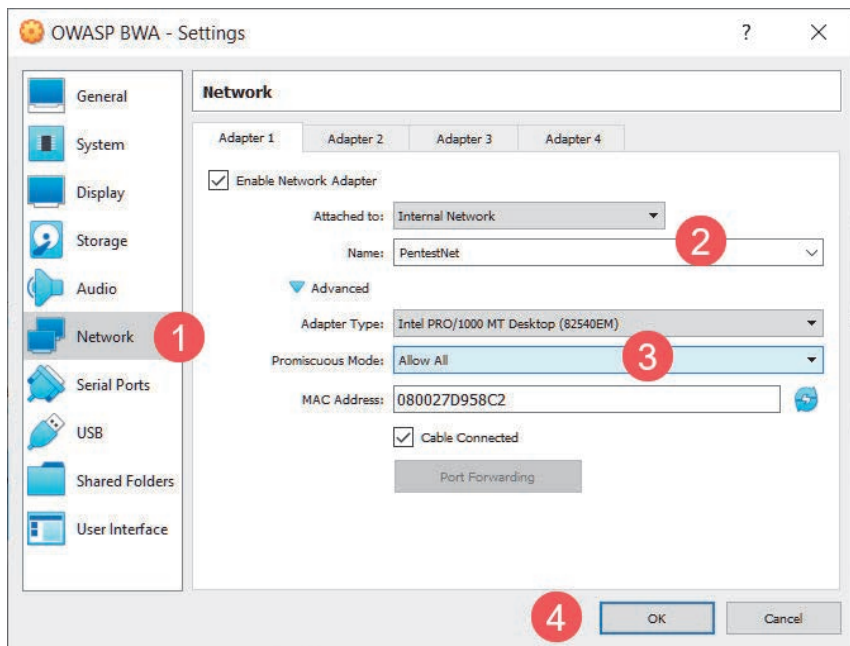 OWASP BWA - Settings
?
General
System
Display
Storage
Audio
Network
1
Serial Ports
USB
Shared Folders
User Interface
Network
Adapter 1
Adapter 2
Adapter 3
Adapter 4
Enable Network Adapter
Attached to: Internal Network
2
Name: PentestNet
Advanced
Adapter Type: Intel PRO/1000 MT Desktop (82540EM)
Promiscuous Mode: Allow All
3
MAC Address: 080027D958C2
Cable Connected
Port Forwarding
4
OK
Cancel